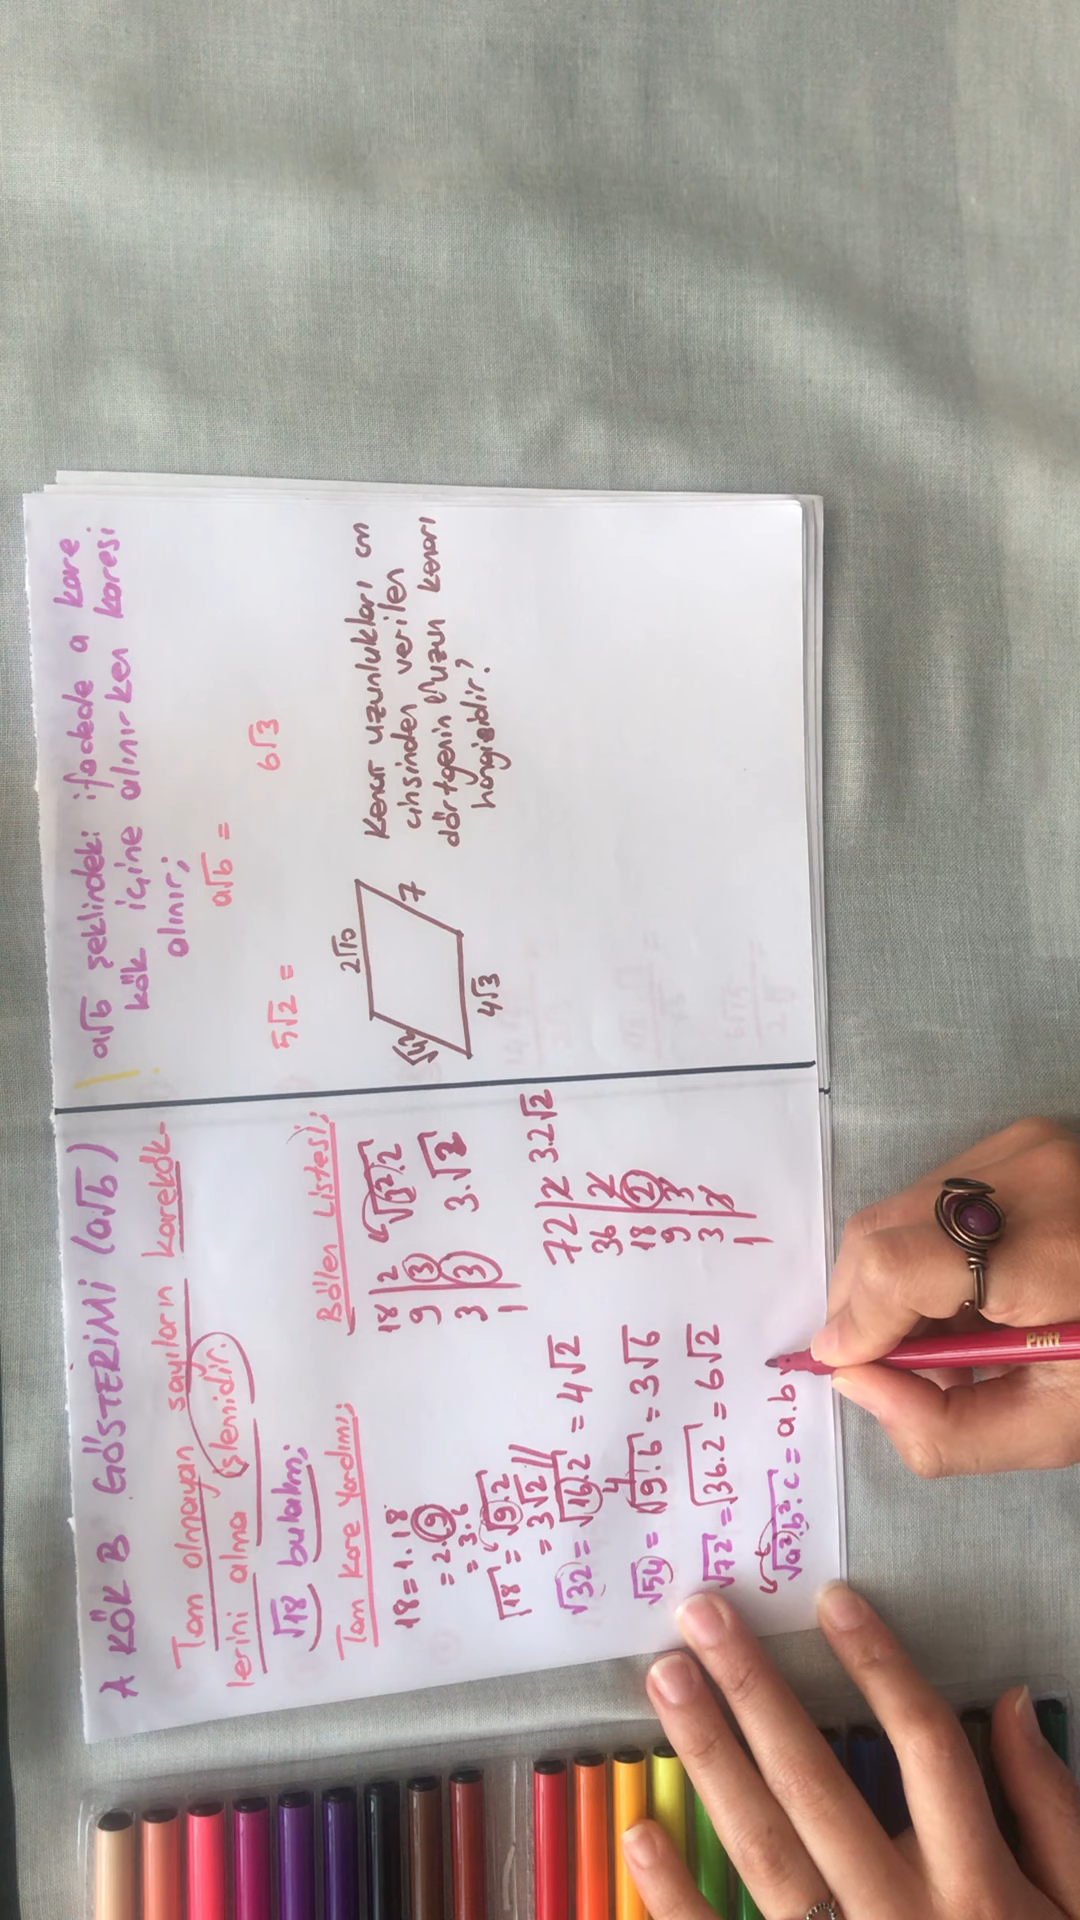 A KÖK B GÖSTERİMİ (a√b)
Tam olmayan sayıların karekök-
lerini alma işlemidir.
√18 bulalım;
Tam Kare Yardımı;
18 = 1.18
= 2.9
= 3.6
√18 = √9.2
= 3√2 //
√32 = √16.2 = 4√2
√54 = √9.6 = 3√6
√72 = √36.2 = 6√2
√a².b².c = a.b
Bölen Listesi;
18 | 2
9 | 3
3 | 3
1
√3².2
3.√2
72 | 2
36 | 2
18 | 2
9 | 3
3 | 3
1
3.2√2
! a√b şeklindeki ifadede a kare
kök içine alınırken karesi
alınır;
a√b =
5√2 =
6√3
2√10
7
4√3
Kenar uzunlukları cm
cinsinden verilen
dörtgenin uzun kenarı
hangisidir?
Pritt